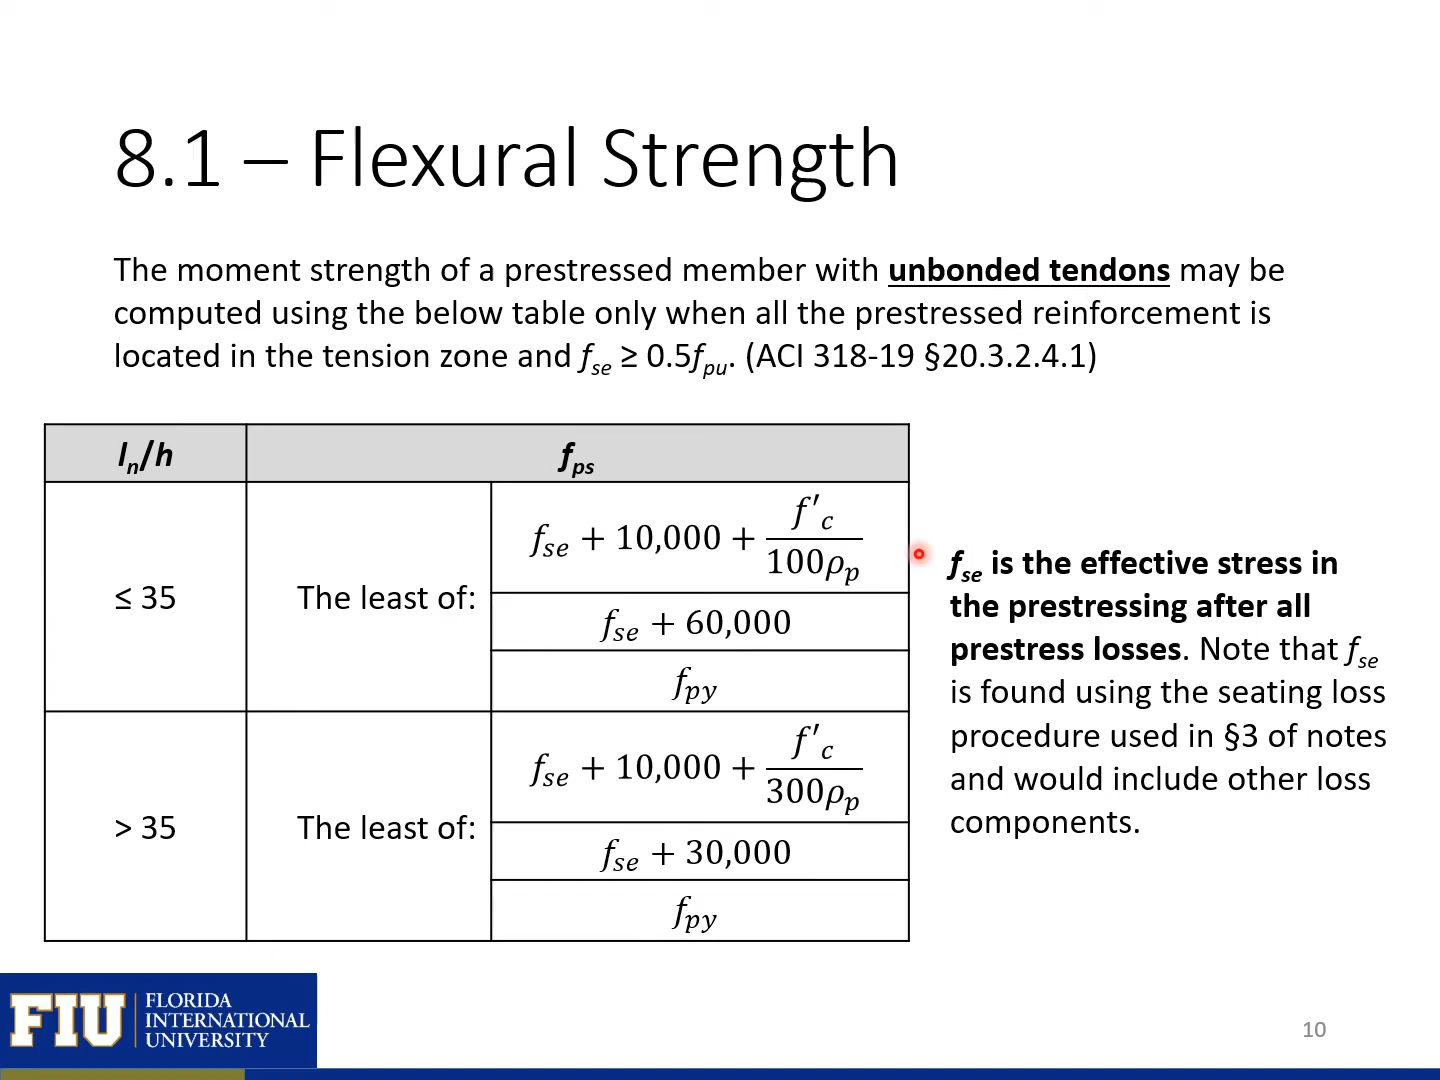 8.1 – Flexural Strength
The moment strength of a prestressed member with unbonded tendons may be
computed using the below table only when all the prestressed reinforcement is
located in the tension zone and fse ≥ 0.5fpu. (ACI 318-19 §20.3.2.4.1)
ln/h
fps
≤ 35
The least of:
fse + 10,000 + f′c / 100ρp
fse + 60,000
fpy
> 35
The least of:
fse + 10,000 + f′c / 300ρp
fse + 30,000
fpy
fse is the effective stress in
the prestressing after all
prestress losses. Note that fse
is found using the seating loss
procedure used in §3 of notes
and would include other loss
components.
FIU
FLORIDA
INTERNATIONAL
UNIVERSITY
10